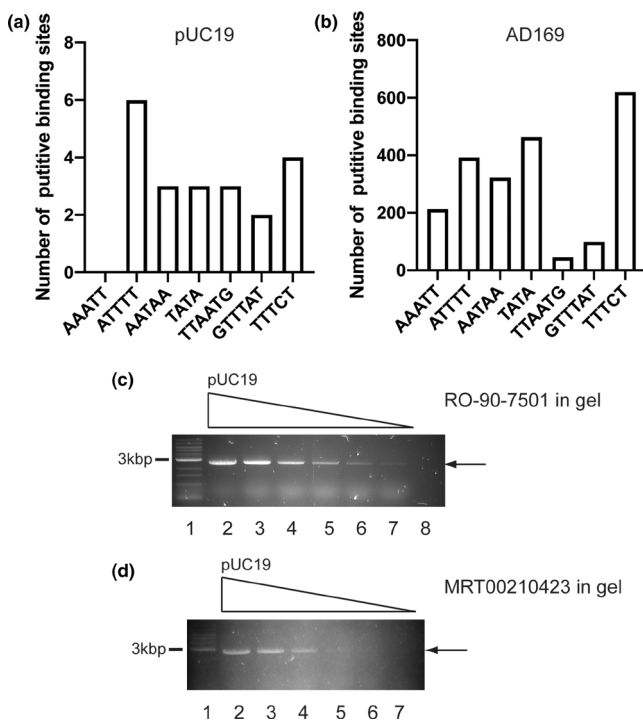 (a)
pUC19
Number of putitive binding sites
8
6
4
2
0
AAATT
ATTTT
AATAA
TATA
TTAATG
GTTTAT
TTTCT
(b)
AD169
Number of putitive binding sites
800
600
400
200
0
AAATT
ATTTT
AATAA
TATA
TTAATG
GTTTAT
TTTCT
(c)
pUC19
RO-90-7501 in gel
3kbp
1 2 3 4 5 6 7 8
(d)
pUC19
MRT00210423 in gel
3kbp
1 2 3 4 5 6 7